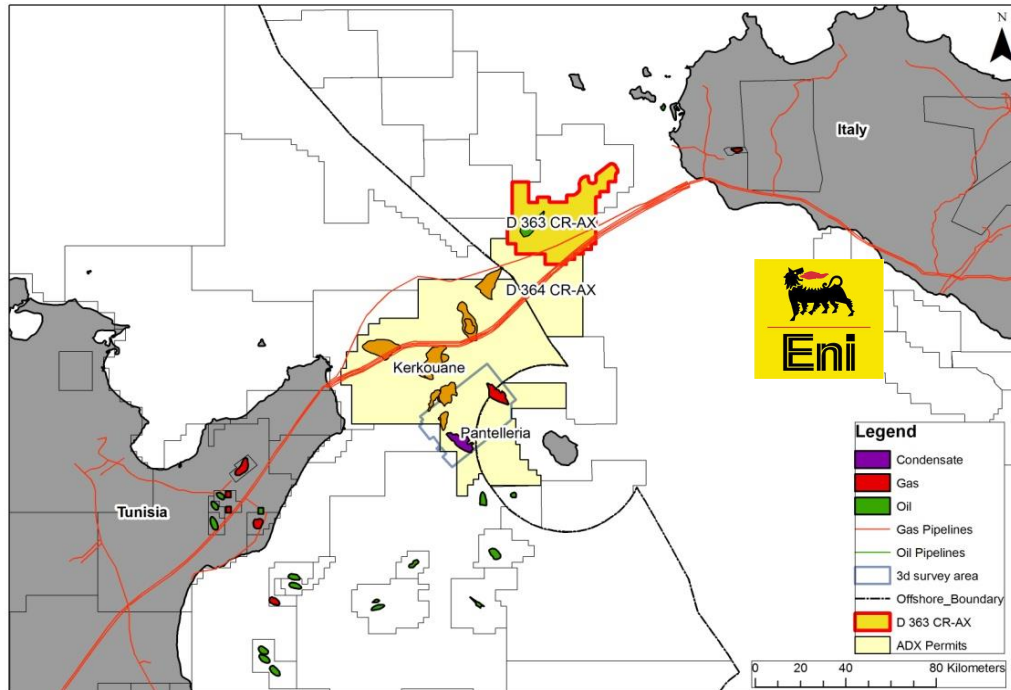 N
Italy
D 363 CR-AX
D 364 CR-AX
Eni
Kerkouane
Pantelleria
Tunisia
Legend
Condensate
Gas
Oil
Gas Pipelines
Oil Pipelines
3d survey area
Offshore_Boundary
D 363 CR-AX
ADX Permits
0 20 40 80 Kilometers